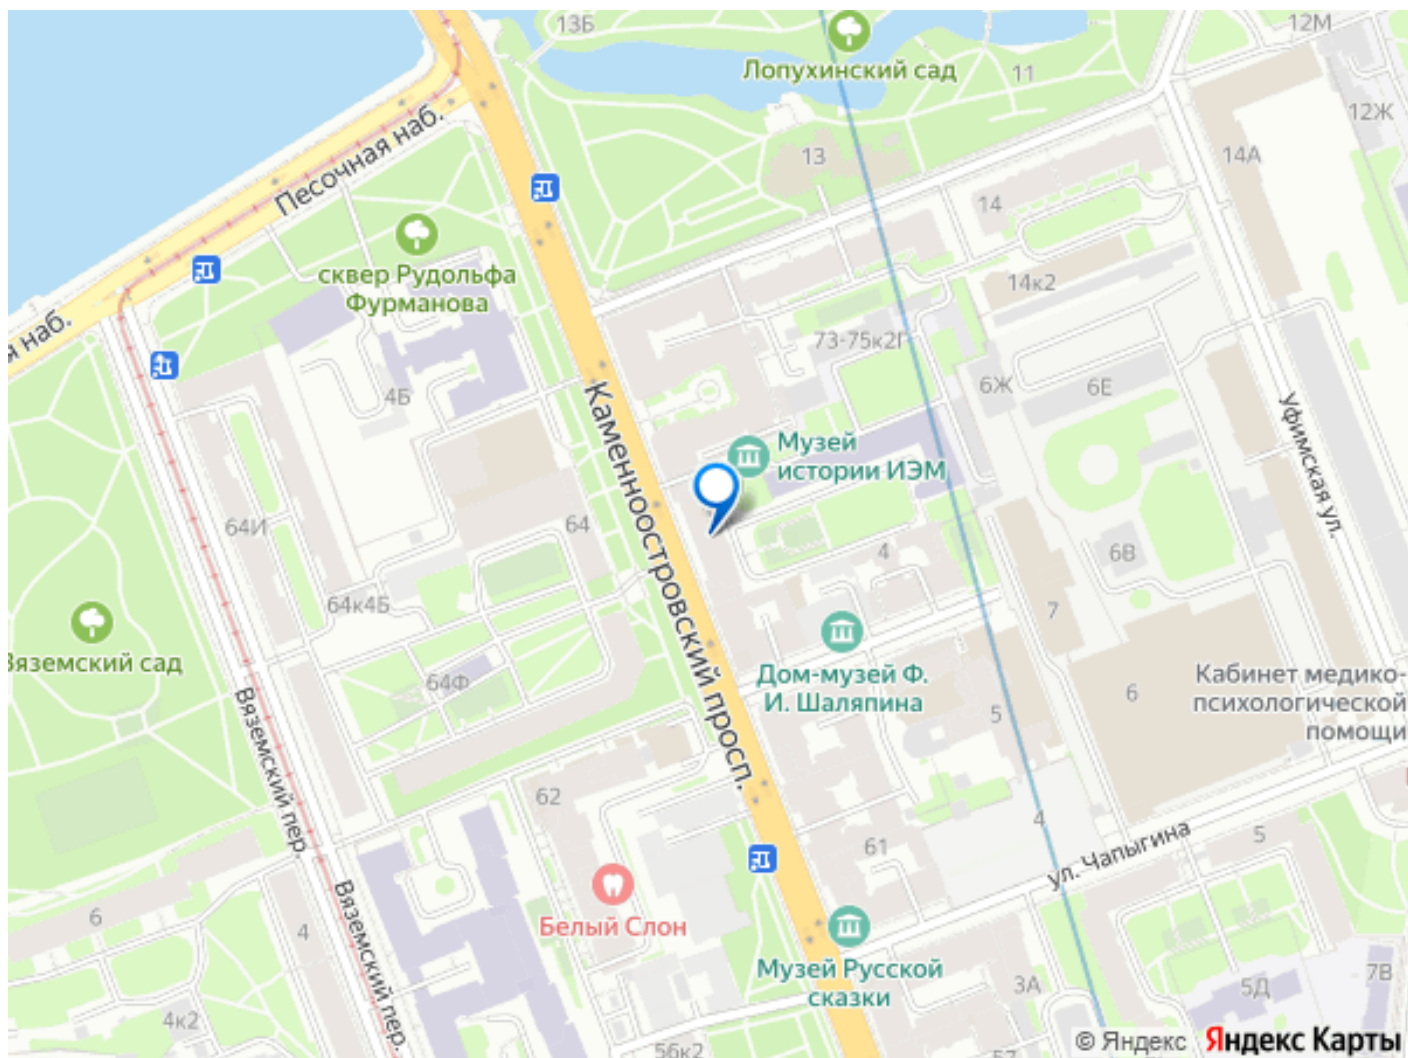 13Б
12М
Лопухинский сад
11
12Ж
Песочная наб.
13
14А
14
сквер Рудольфа
Фурманова
14к2
я наб.
73-75к2Г
4Б
6Ж
6Е
Каменноостровский просп.
Уфимская ул.
Музей
истории ИЭМ
64И
64
4
6В
64к4Б
7
Вяземский сад
Дом-музей Ф.
И. Шаляпина
64Ф
Кабинет медико-
психологической
помощи
6
5
Вяземский пер.
62
4
61
5
ул. Чапыгина
Белый Слон
Вяземский пер.
6
4
Музей Русской
сказки
3А
5Д
7В
4к2
56к2
57
© Яндекс Яндекс Карты